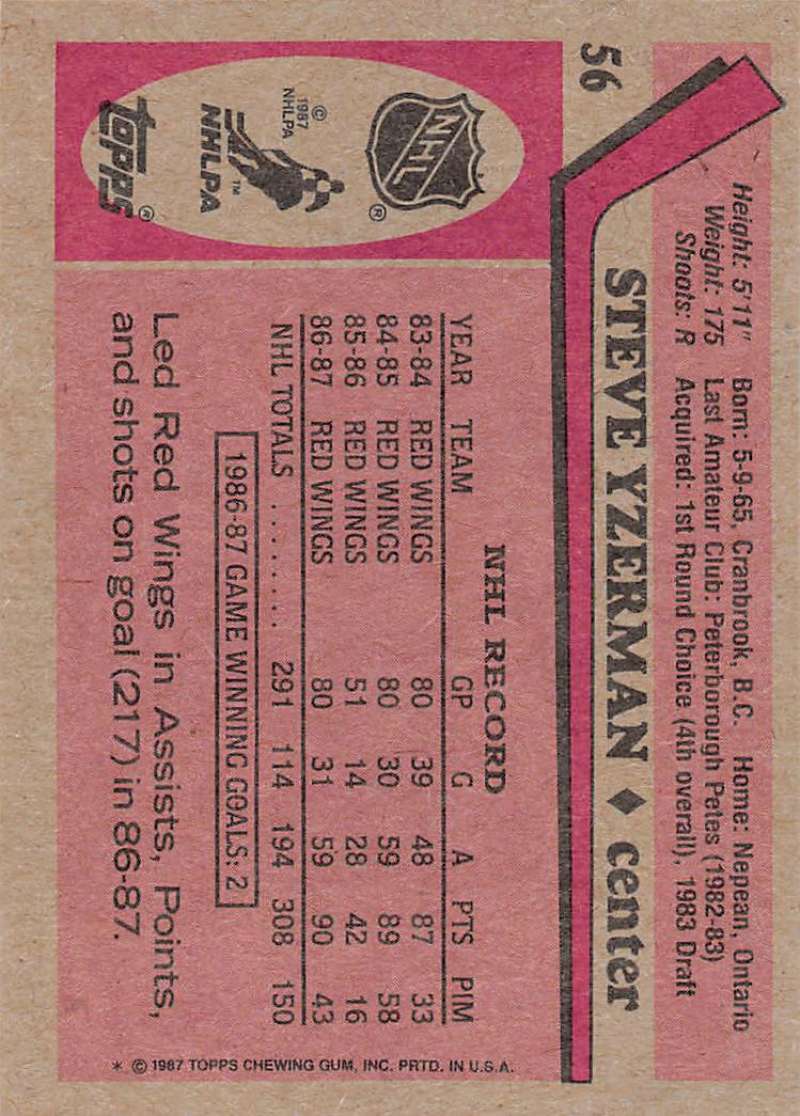 56
Height: 5'11" Born: 5-9-65, Cranbrook, B.C. Home: Nepean, Ontario
Weight: 175 Last Amateur Club: Peterborough Petes (1982-83)
Shoots: R Acquired: 1st Round Choice (4th overall), 1983 Draft
STEVE YZERMAN ♦ center
NHL ®
© 1987
NHLPA
NHLPA ™
TOPPS ®
NHL RECORD
YEAR TEAM GP G A PTS PIM
83-84 RED WINGS 80 39 48 87 33
84-85 RED WINGS 80 30 59 89 58
85-86 RED WINGS 51 14 28 42 16
86-87 RED WINGS 80 31 59 90 43
NHL TOTALS ........ 291 114 194 308 150
1986-87 GAME WINNING GOALS: 2
Led Red Wings in Assists, Points,
and shots on goal (217) in 86-87.
* © 1987 TOPPS CHEWING GUM, INC. PRTD. IN U.S.A.